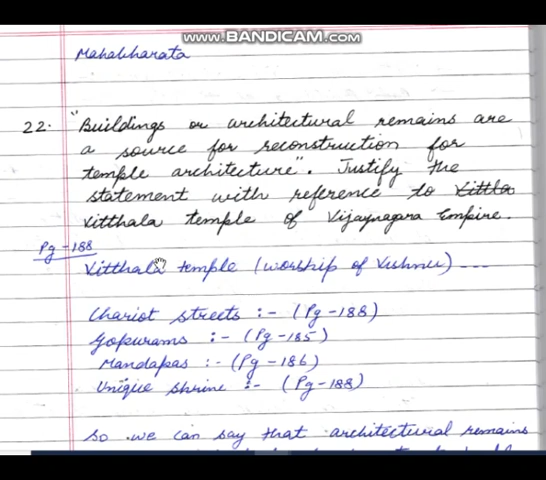 www.BANDICAM.com
Mahabharata
22. "Buildings or architectural remains are
a source for reconstruction for
temple architecture". Justify the
statement with reference to Vittla
Vitthala temple of Vijaynagara Empire.
Pg-188
Vitthala temple (worship of Vishnu) ----
Chariot streets :- (Pg-188)
Gopurams :- (Pg-185)
Mandapas :- (Pg-186)
Unique shrine :- (Pg-188)
So we can say that architectural remains